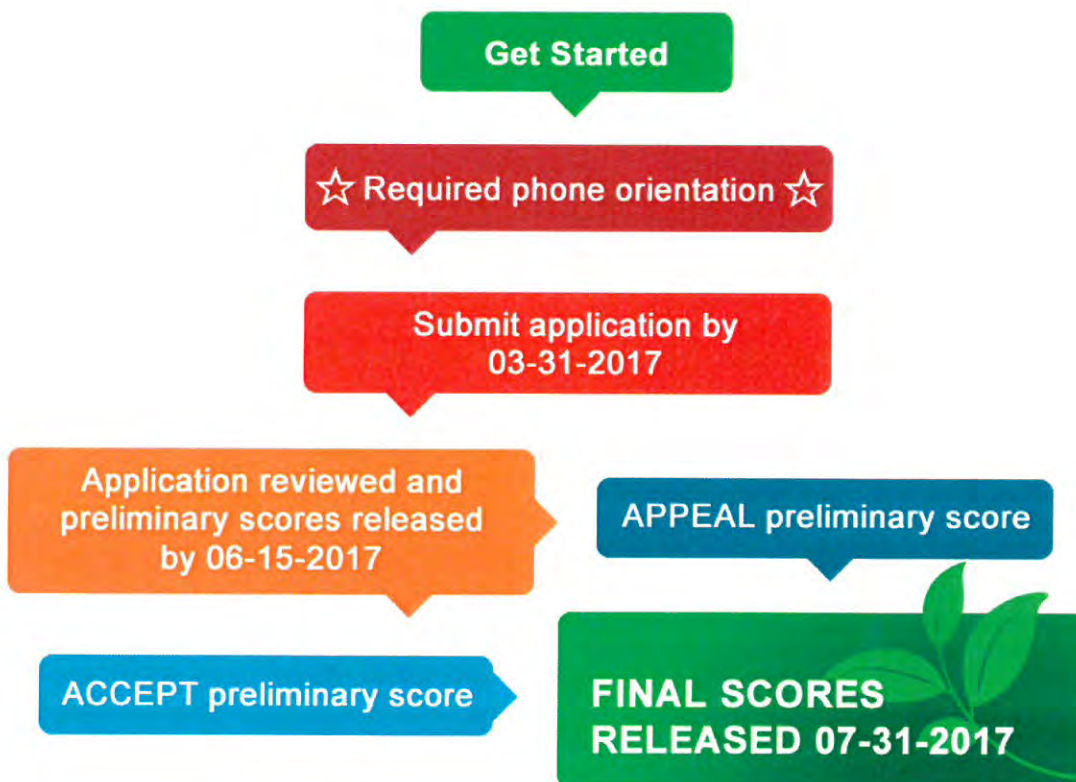 Get Started
☆ Required phone orientation ☆
Submit application by
03-31-2017
Application reviewed and
preliminary scores released
by 06-15-2017
APPEAL preliminary score
ACCEPT preliminary score
FINAL SCORES
RELEASED 07-31-2017